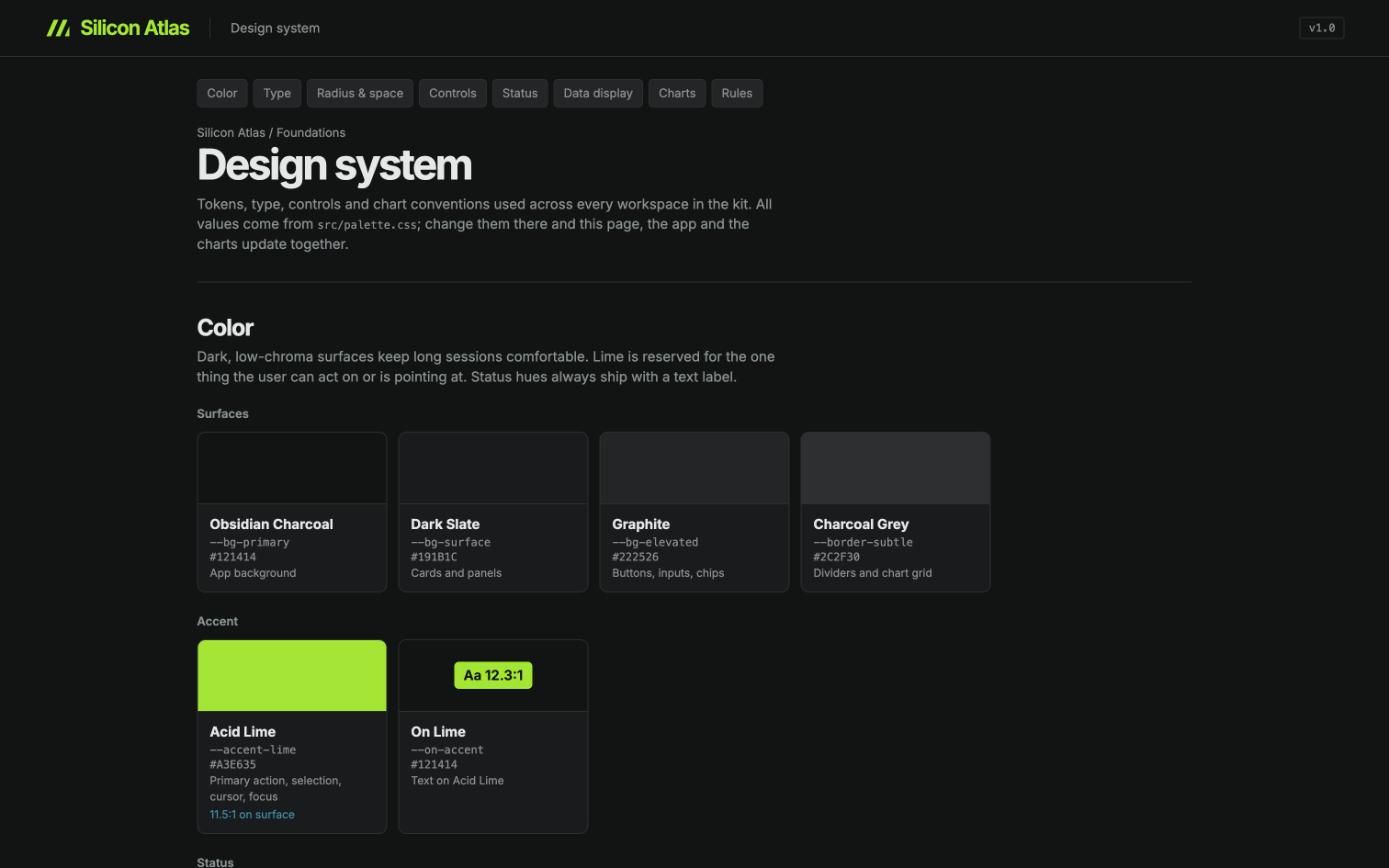 Silicon Atlas
Design system
v1.0
Color
Type
Radius & space
Controls
Status
Data display
Charts
Rules
Silicon Atlas / Foundations
Design system
Tokens, type, controls and chart conventions used across every workspace in the kit. All
values come from src/palette.css; change them there and this page, the app and the
charts update together.
Color
Dark, low-chroma surfaces keep long sessions comfortable. Lime is reserved for the one
thing the user can act on or is pointing at. Status hues always ship with a text label.
Surfaces
Obsidian Charcoal
--bg-primary
#121414
App background
Dark Slate
--bg-surface
#191B1C
Cards and panels
Graphite
--bg-elevated
#222526
Buttons, inputs, chips
Charcoal Grey
--border-subtle
#2C2F30
Dividers and chart grid
Accent
Acid Lime
--accent-lime
#A3E635
Primary action, selection,
cursor, focus
11.5:1 on surface
Aa 12.3:1
On Lime
--on-accent
#121414
Text on Acid Lime
Status